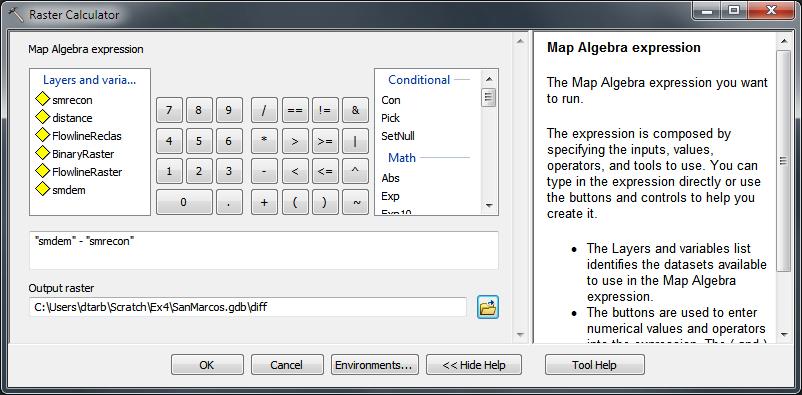 Raster Calculator
Map Algebra expression
Layers and varia...
smrecon
distance
FlowlineReclas
BinaryRaster
FlowlineRaster
smdem
7 8 9 / == != &
4 5 6 * > >= |
1 2 3 - < <= ^
0 . + ( ) ~
Conditional
Con
Pick
SetNull
Math
Abs
Exp
Exp10
"smdem" - "smrecon"
Output raster
C:\Users\dtarb\Scratch\Ex4\SanMarcos.gdb\diff
OK Cancel Environments... << Hide Help Tool Help
Map Algebra expression
The Map Algebra expression you want
to run.
The expression is composed by
specifying the inputs, values,
operators, and tools to use. You can
type in the expression directly or use
the buttons and controls to help you
create it.
• The Layers and variables list
identifies the datasets available
to use in the Map Algebra
expression.
• The buttons are used to enter
numerical values and operators
into the expression. The ( and )